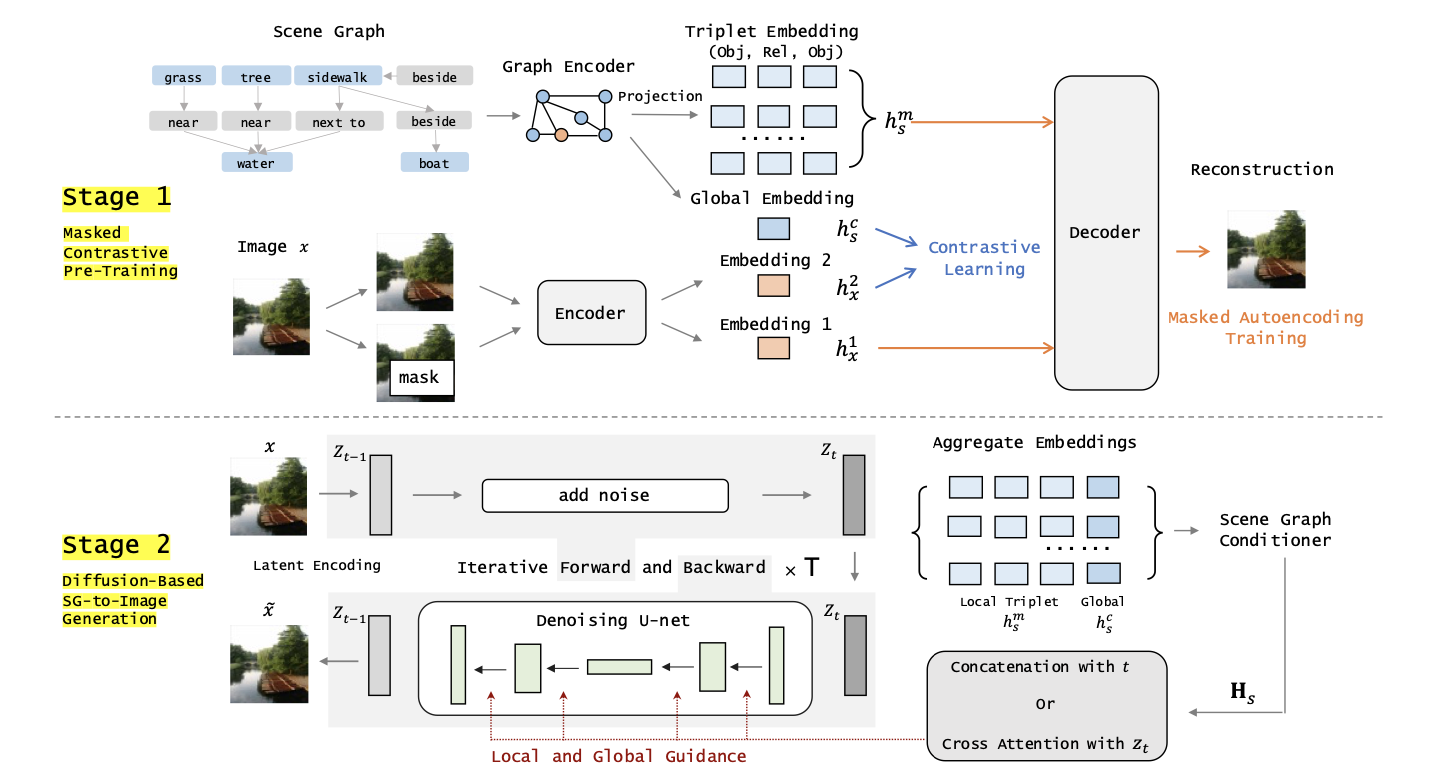 Scene Graph
grass
tree
sidewalk
beside
near
near
next to
beside
water
boat
Graph Encoder
Projection
Triplet Embedding
(Obj, Rel, Obj)
......
h_s^m
Global Embedding
h_s^c
Stage 1
Masked
Contrastive
Pre-Training
Image x
mask
Encoder
Embedding 2
h_x^2
Embedding 1
h_x^1
Contrastive
Learning
Decoder
Reconstruction
Masked Autoencoding
Training
Stage 2
Diffusion-Based
SG-to-Image
Generation
x
Z_{t-1}
add noise
Z_t
Latent Encoding
Iterative Forward and Backward × T
x̃
Z_{t-1}
Denoising U-net
Z_t
Local and Global Guidance
Aggregate Embeddings
......
Local Triplet
h_s^m
Global
h_s^c
Scene Graph
Conditioner
H_s
Concatenation with t
Or
Cross Attention with z_t